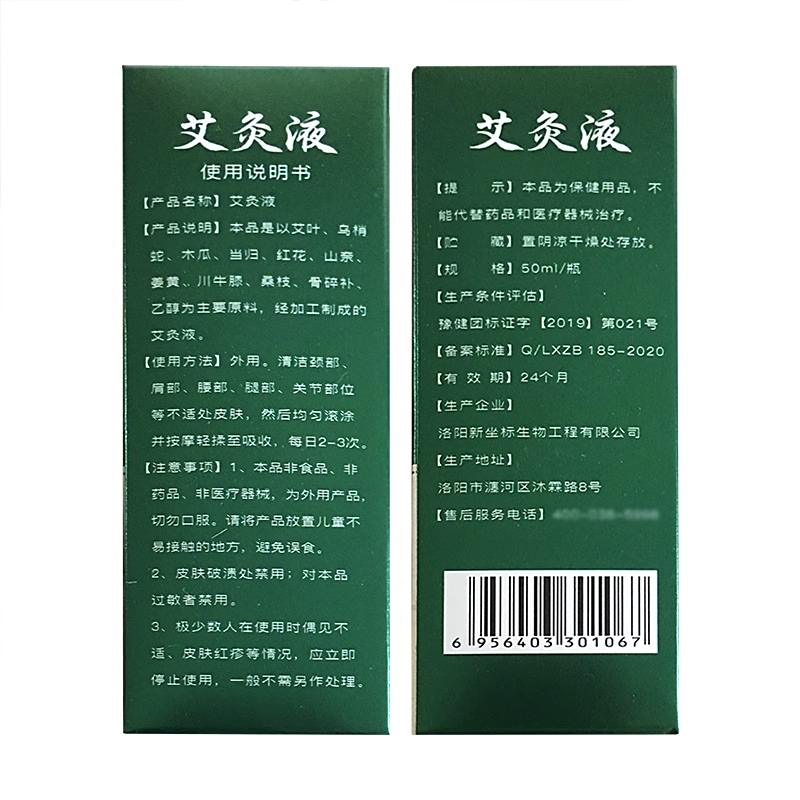 艾灸液
使用说明书
【产品名称】艾灸液
【产品说明】本品是以艾叶、乌梢
蛇、木瓜、当归、红花、山柰、
姜黄、川牛膝、桑枝、骨碎补、
乙醇为主要原料，经加工制成的
艾灸液。
【使用方法】外用。清洁颈部、
肩部、腰部、腿部、关节部位
等不适处皮肤，然后均匀滚涂
并按摩轻揉至吸收，每日2-3次。
【注意事项】1、本品非食品、非
药品、非医疗器械，为外用产品，
切勿口服。请将产品放置儿童不
易接触的地方，避免误食。
2、皮肤破溃处禁用；对本品
过敏者禁用。
3、极少数人在使用时偶见不
适、皮肤红疹等情况，应立即
停止使用，一般不需另作处理。
艾灸液
【提 示】本品为保健用品，不
能代替药品和医疗器械治疗。
【贮 藏】置阴凉干燥处存放。
【规 格】50ml/瓶
【生产条件评估】
豫健团标证字【2019】第021号
【备案标准】Q/LXZB 185-2020
【有 效 期】24个月
【生产企业】
洛阳新坐标生物工程有限公司
【生产地址】
洛阳市瀍河区沐霖路8号
【售后服务电话】
6 956403 301067